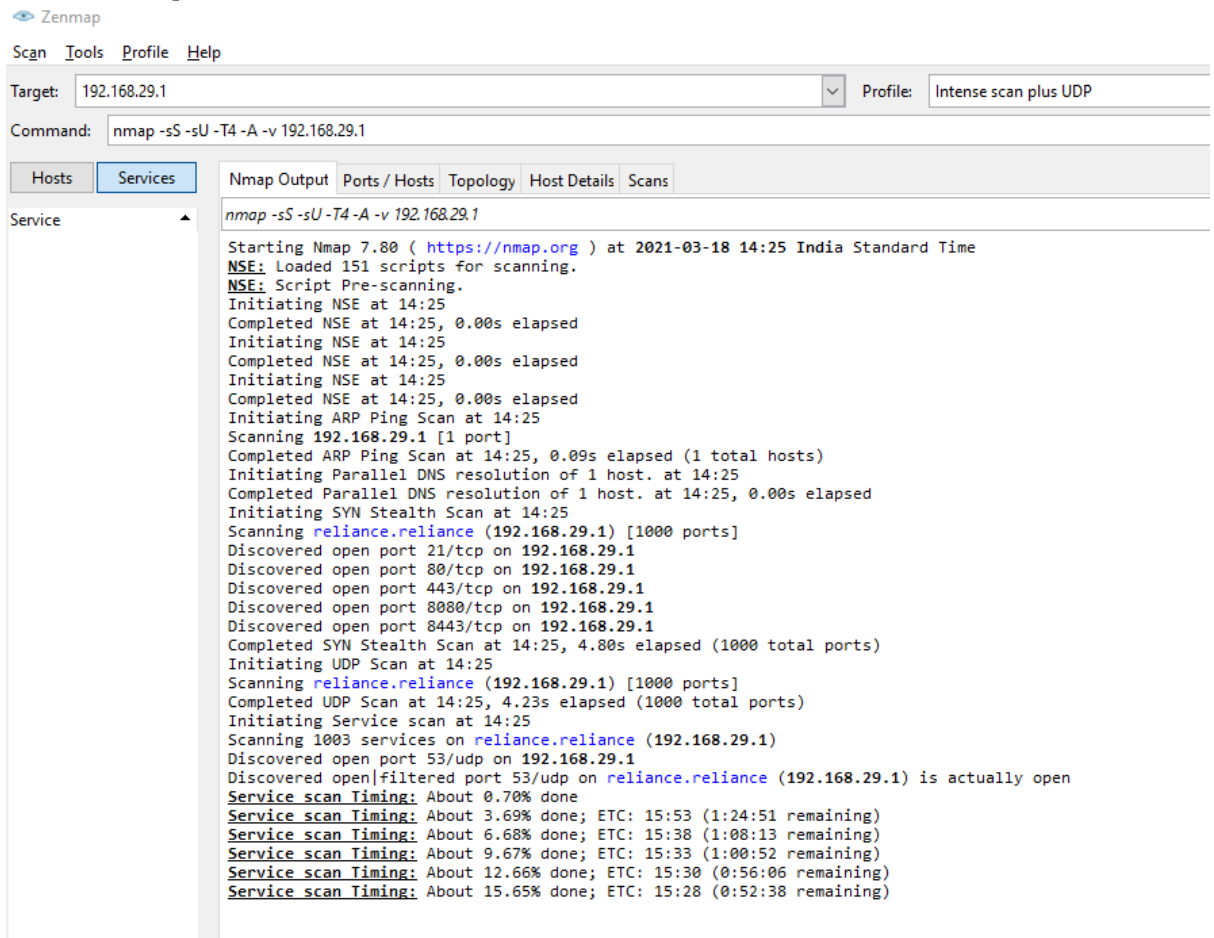 Zenmap
Scan Tools Profile Help
Target: 192.168.29.1 Profile: Intense scan plus UDP
Command: nmap -sS -sU -T4 -A -v 192.168.29.1
Hosts Services Nmap Output Ports / Hosts Topology Host Details Scans
Service nmap -sS -sU -T4 -A -v 192.168.29.1
Starting Nmap 7.80 ( https://nmap.org ) at 2021-03-18 14:25 India Standard Time
NSE: Loaded 151 scripts for scanning.
NSE: Script Pre-scanning.
Initiating NSE at 14:25
Completed NSE at 14:25, 0.00s elapsed
Initiating NSE at 14:25
Completed NSE at 14:25, 0.00s elapsed
Initiating NSE at 14:25
Completed NSE at 14:25, 0.00s elapsed
Initiating ARP Ping Scan at 14:25
Scanning 192.168.29.1 [1 port]
Completed ARP Ping Scan at 14:25, 0.09s elapsed (1 total hosts)
Initiating Parallel DNS resolution of 1 host. at 14:25
Completed Parallel DNS resolution of 1 host. at 14:25, 0.00s elapsed
Initiating SYN Stealth Scan at 14:25
Scanning reliance.reliance (192.168.29.1) [1000 ports]
Discovered open port 21/tcp on 192.168.29.1
Discovered open port 80/tcp on 192.168.29.1
Discovered open port 443/tcp on 192.168.29.1
Discovered open port 8080/tcp on 192.168.29.1
Discovered open port 8443/tcp on 192.168.29.1
Completed SYN Stealth Scan at 14:25, 4.80s elapsed (1000 total ports)
Initiating UDP Scan at 14:25
Scanning reliance.reliance (192.168.29.1) [1000 ports]
Completed UDP Scan at 14:25, 4.23s elapsed (1000 total ports)
Initiating Service scan at 14:25
Scanning 1003 services on reliance.reliance (192.168.29.1)
Discovered open port 53/udp on 192.168.29.1
Discovered open|filtered port 53/udp on reliance.reliance (192.168.29.1) is actually open
Service scan Timing: About 0.70% done
Service scan Timing: About 3.69% done; ETC: 15:53 (1:24:51 remaining)
Service scan Timing: About 6.68% done; ETC: 15:38 (1:08:13 remaining)
Service scan Timing: About 9.67% done; ETC: 15:33 (1:00:52 remaining)
Service scan Timing: About 12.66% done; ETC: 15:30 (0:56:06 remaining)
Service scan Timing: About 15.65% done; ETC: 15:28 (0:52:38 remaining)